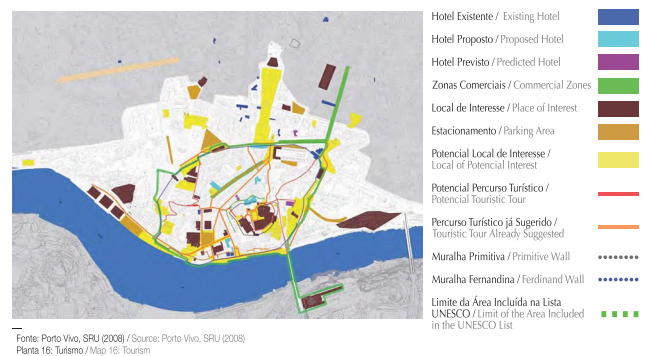 Hotel Existente / Existing Hotel
Hotel Proposto / Proposed Hotel
Hotel Previsto / Predicted Hotel
Zonas Comerciais / Commercial Zones
Local de Interesse / Place of Interest
Estacionamento / Parking Area
Potencial Local de Interesse /
Local of Potencial Interest
Potencial Percurso Turístico /
Potencial Touristic Tour
Percurso Turístico já Sugerido /
Touristic Tour Already Suggested
Muralha Primitiva / Primitive Wall
Muralha Fernandina / Ferdinand Wall
Limite da Área Incluída na Lista
UNESCO / Limit of the Area Included
in the UNESCO List
Fonte: Porto Vivo, SRU (2008) / Source: Porto Vivo, SRU (2008)
Planta 16: Turismo / Map 16: Tourism